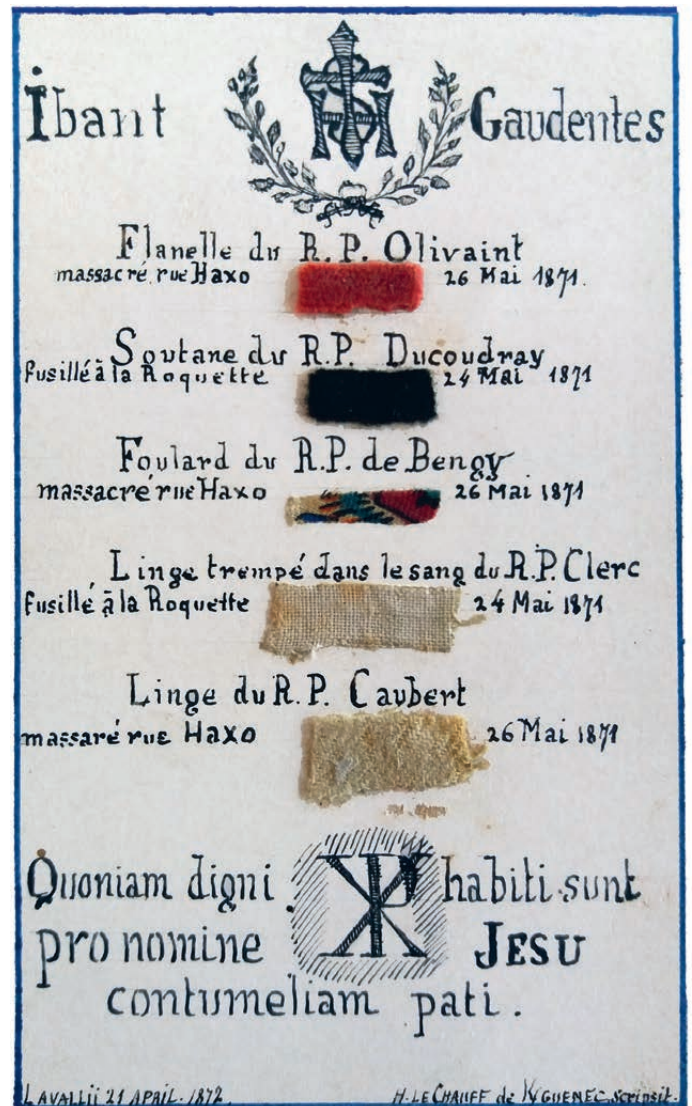 Ibant Gaudentes
Flanelle du R. P. Olivaint
massacré rue Haxo 26 Mai 1871.
Soutane du R.P. Ducoudray
fusillé à la Roquette 24 Mai 1871
Foulard du R.P. de Bengy
massacré rue Haxo 26 Mai 1871
Linge trempé dans le sang du R.P. Clerc
fusillé à la Roquette 24 Mai 1871
Linge du R.P. Caubert
massaré rue Haxo 26 Mai 1871
Quoniam digni habiti sunt
pro nomine JESU
contumeliam pati.
LAVALLII 21 APRIL. 1872. H. LE CHAUFF de scripsit.